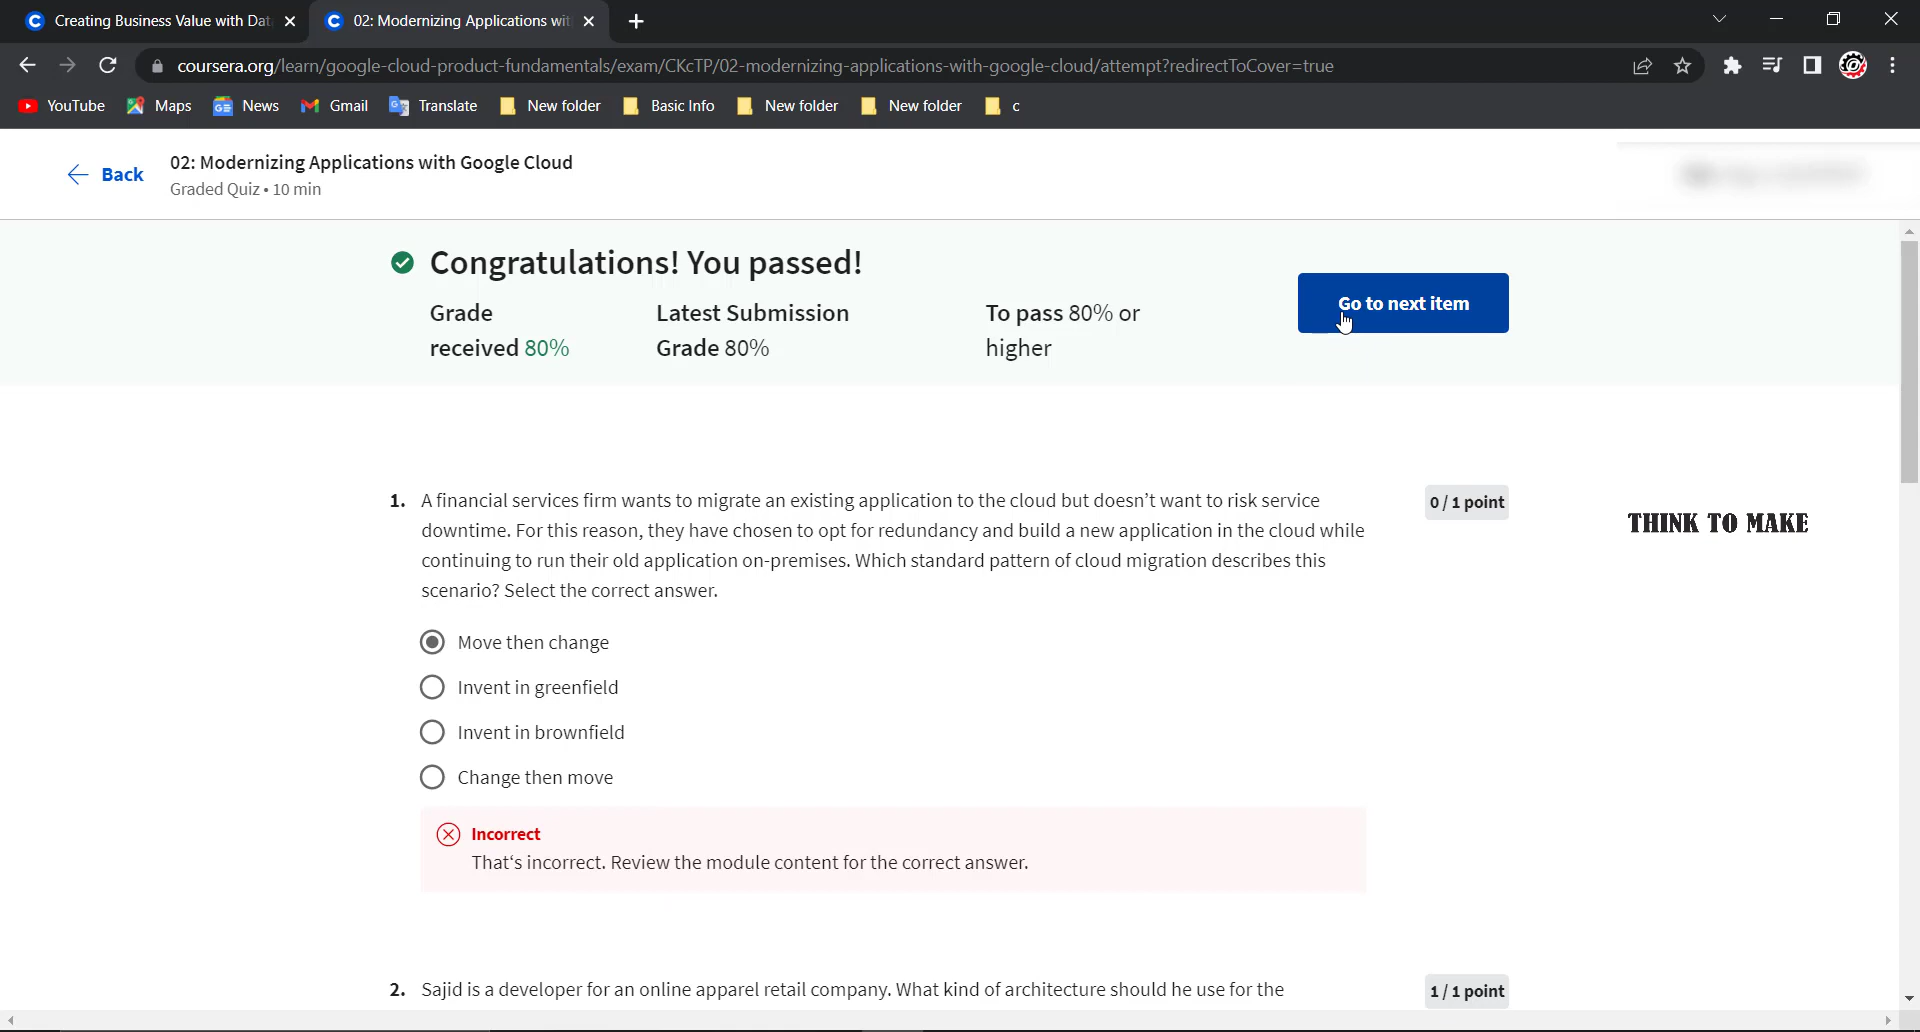 Creating Business Value with Dat
02: Modernizing Applications wit
coursera.org/learn/google-cloud-product-fundamentals/exam/CKcTP/02-modernizing-applications-with-google-cloud/attempt?redirectToCover=true
YouTube Maps News Gmail Translate New folder Basic Info New folder New folder c
Back
02: Modernizing Applications with Google Cloud
Graded Quiz • 10 min
Congratulations! You passed!
Grade received 80%
Latest Submission Grade 80%
To pass 80% or higher
Go to next item
1. A financial services firm wants to migrate an existing application to the cloud but doesn't want to risk service
downtime. For this reason, they have chosen to opt for redundancy and build a new application in the cloud while
continuing to run their old application on-premises. Which standard pattern of cloud migration describes this
scenario? Select the correct answer.
0 / 1 point
THINK TO MAKE
Move then change
Invent in greenfield
Invent in brownfield
Change then move
Incorrect
That's incorrect. Review the module content for the correct answer.
2. Sajid is a developer for an online apparel retail company. What kind of architecture should he use for the
1 / 1 point